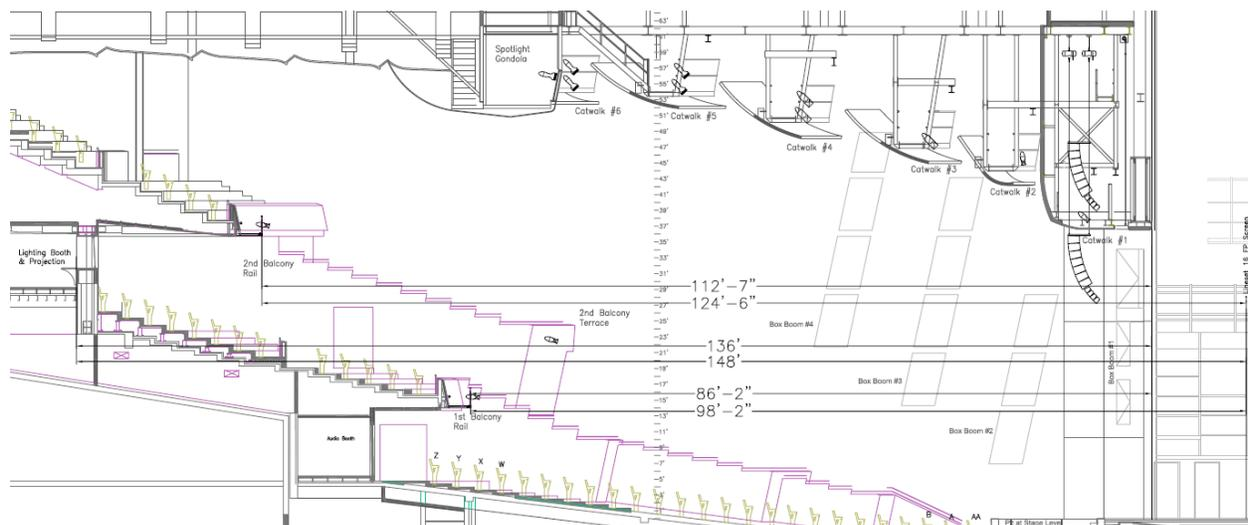 63'
Spotlight
Gondola
59'
57'
55'
53'
51'
Catwalk #6
Catwalk #5
49'
47'
Catwalk #4
45'
43'
Catwalk #3
41'
Catwalk #2
39'
37'
35'
Catwalk #1
33'
Lighting Booth
& Projection
2nd Balcony
Rail
31'
29'
112'-7"
27'
124'-6"
25'
2nd Balcony
Terrace
23'
Box Boom #4
21'
136'
19'
148'
Box Boom #1
17'
Box Boom #3
86'-2"
15'
98'-2"
13'
1st Balcony
Rail
11'
Box Boom #2
Audio Booth
Z
Y
X
W
B
A
AA
Pit at Stage Level